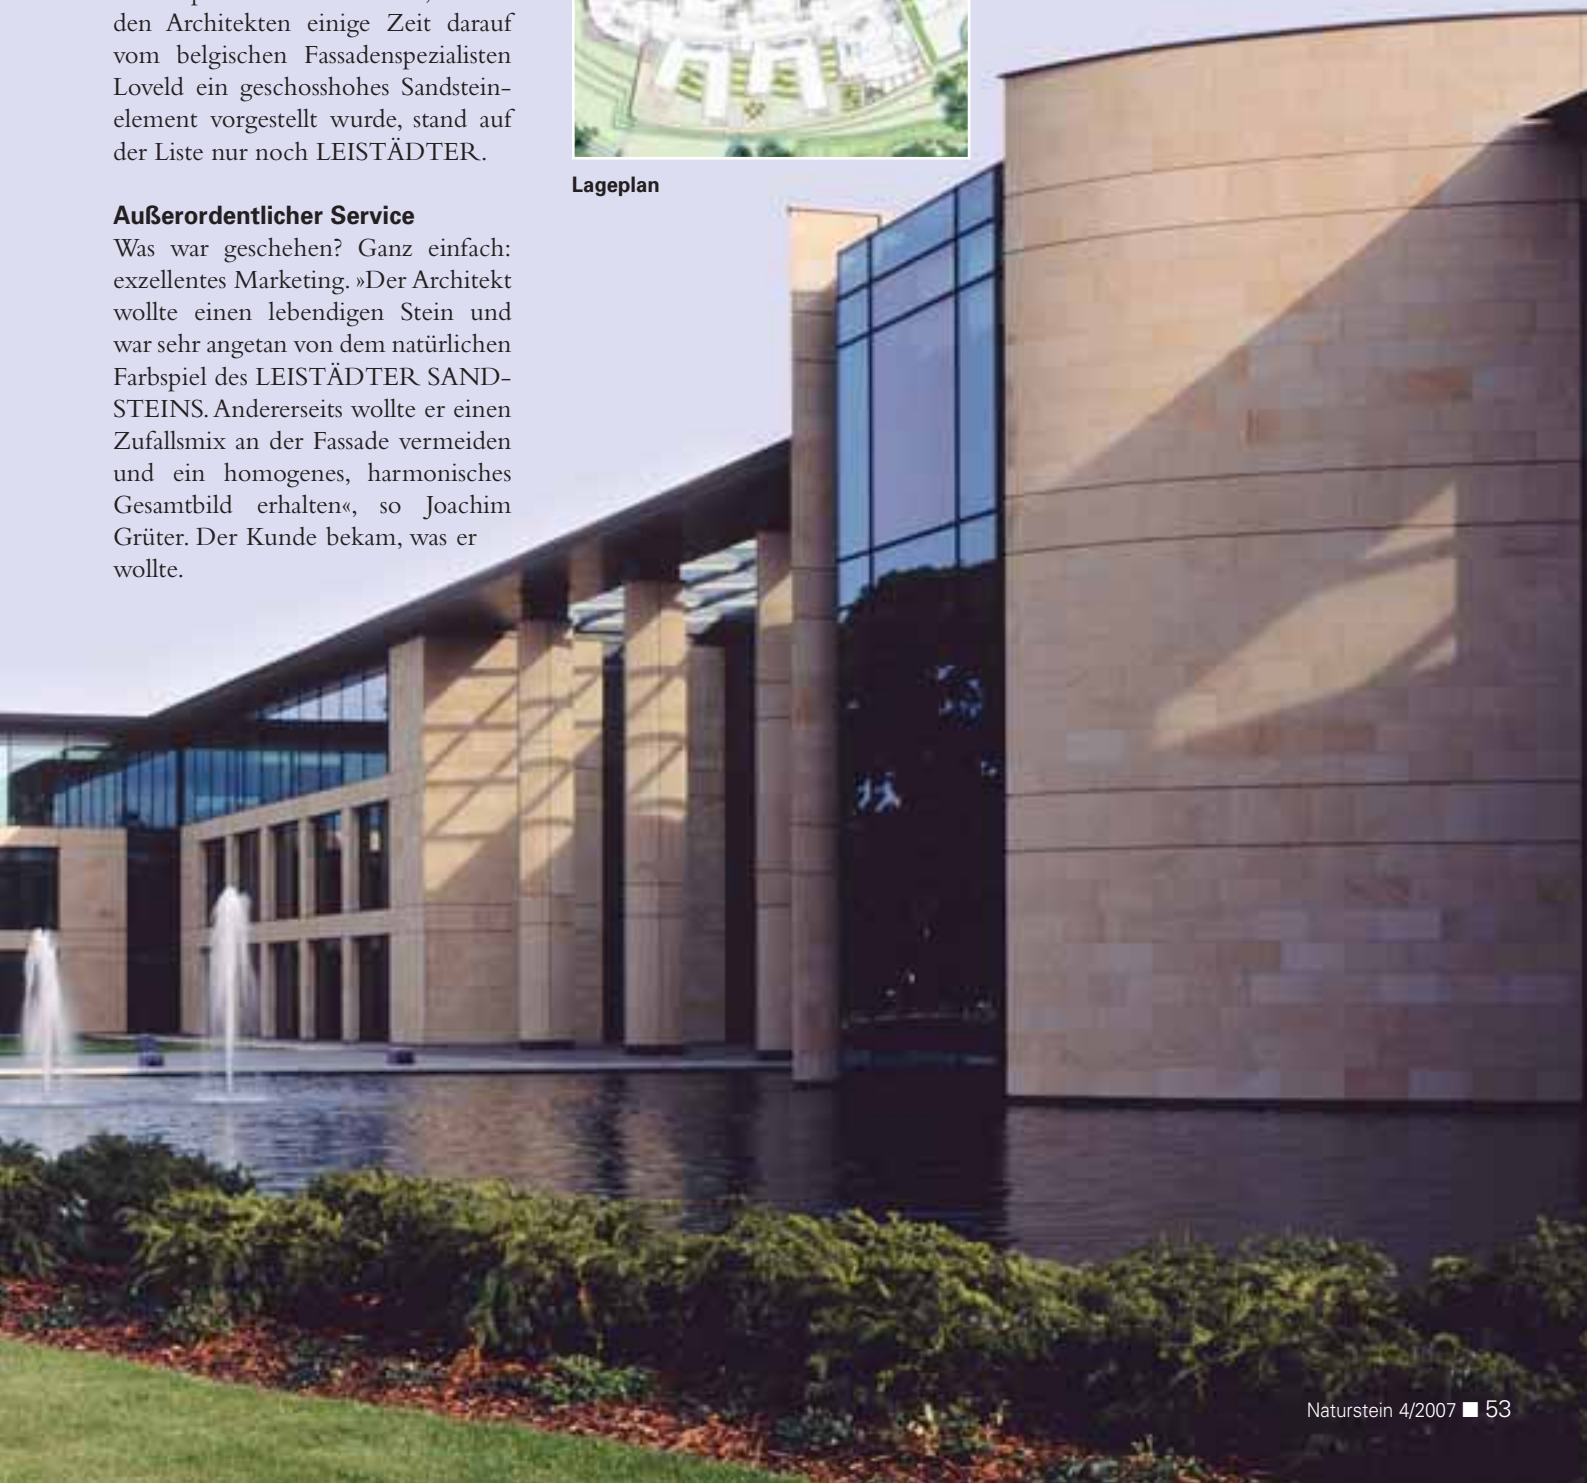 den Architekten einige Zeit darauf
vom belgischen Fassadenspezialisten
Loveld ein geschosshohes Sandstein-
element vorgestellt wurde, stand auf
der Liste nur noch LEISTÄDTER.
Außerordentlicher Service
Was war geschehen? Ganz einfach:
exzellentes Marketing. »Der Architekt
wollte einen lebendigen Stein und
war sehr angetan von dem natürlichen
Farbspiel des LEISTÄDTER SAND-
STEINS. Andererseits wollte er einen
Zufallsmix an der Fassade vermeiden
und ein homogenes, harmonisches
Gesamtbild erhalten«, so Joachim
Grüter. Der Kunde bekam, was er
wollte.
Lageplan
Naturstein 4/2007 ■ 53